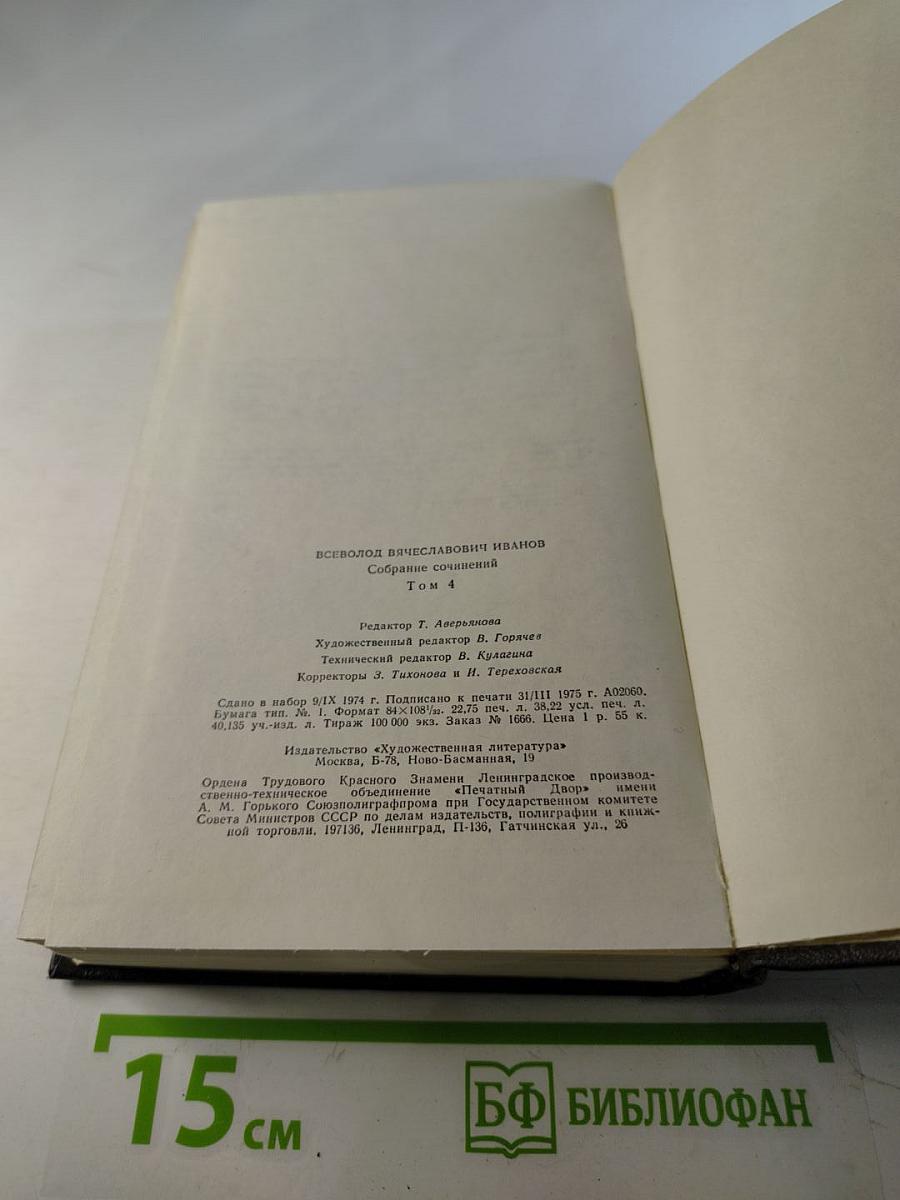 ВСЕВОЛОД ВЯЧЕСЛАВОВИЧ ИВАНОВ
Собрание сочинений
Том 4
Редактор Т. Аверьянова
Художественный редактор В. Горячев
Технический редактор В. Кулагина
Корректоры З. Тихонова и И. Тереховская
Сдано в набор 9/IX 1974 г. Подписано к печати 31/III 1975 г. А02060.
Бумага тип. № 1. Формат 84×108¹/₃₂. 22,75 печ. л. 38,22 усл. печ. л.
40,135 уч.-изд. л. Тираж 100 000 экз. Заказ № 1666. Цена 1 р. 55 к.
Издательство «Художественная литература»
Москва, Б-78, Ново-Басманная, 19
Ордена Трудового Красного Знамени Ленинградское производ-
ственно-техническое объединение «Печатный Двор» имени
А. М. Горького Союзполиграфпрома при Государственном комитете
Совета Министров СССР по делам издательств, полиграфии и книж-
ной торговли. 197136, Ленинград, П-136, Гатчинская ул., 26
15 см
БФ БИБЛИОФАН